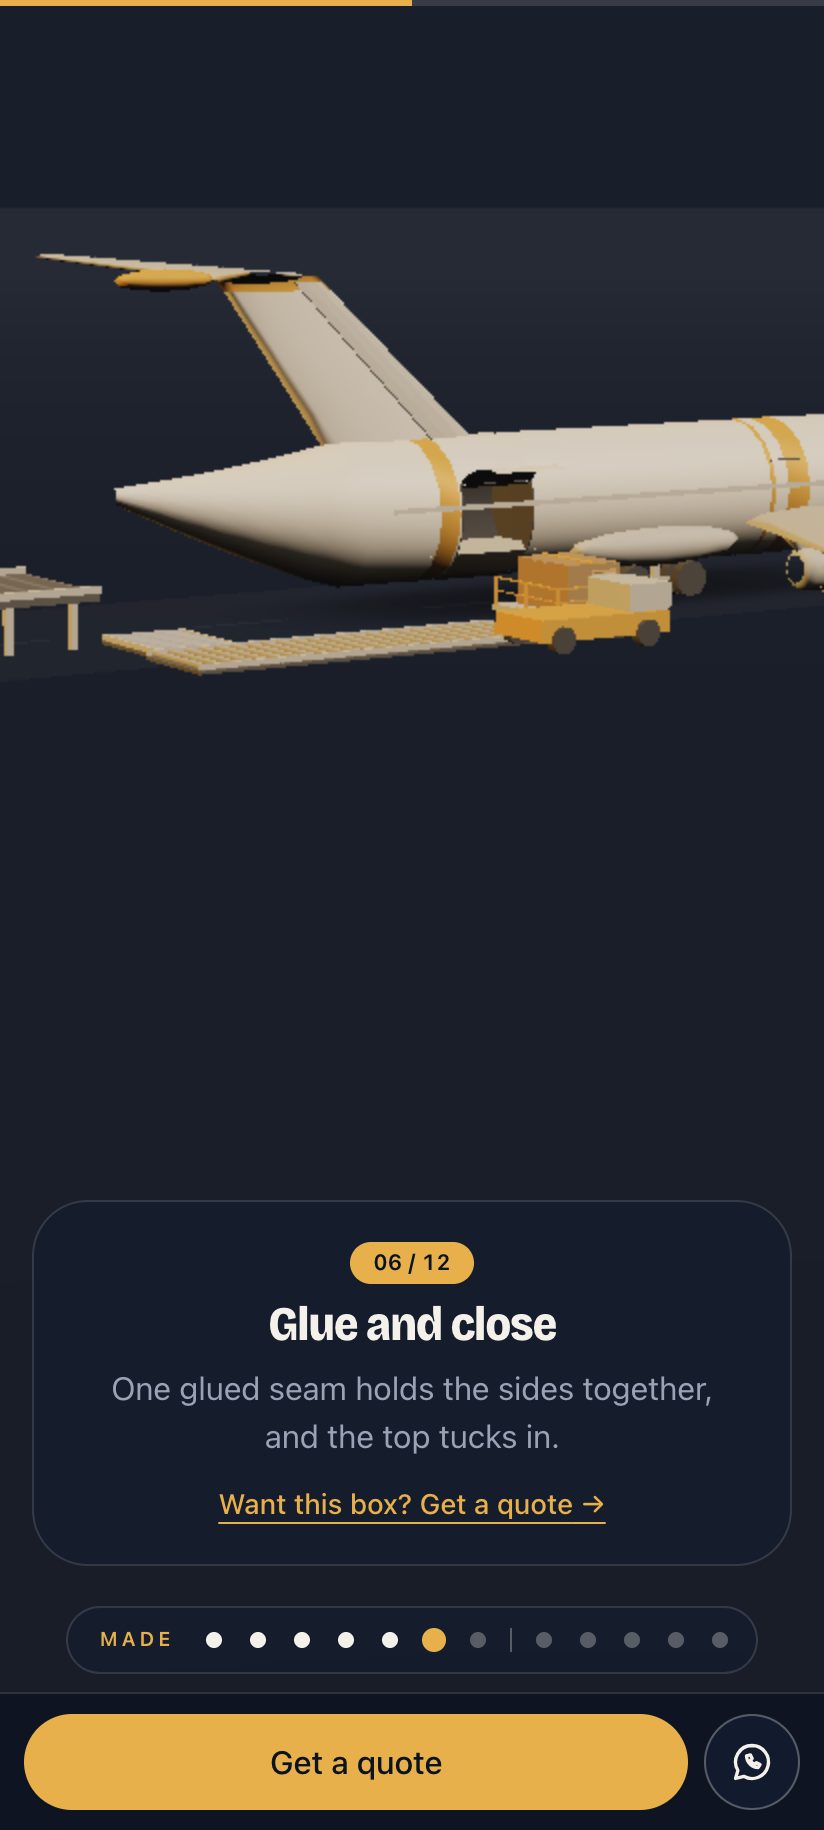 06 / 12
Glue and close
One glued seam holds the sides together,
and the top tucks in.
Want this box? Get a quote →
MADE
Get a quote